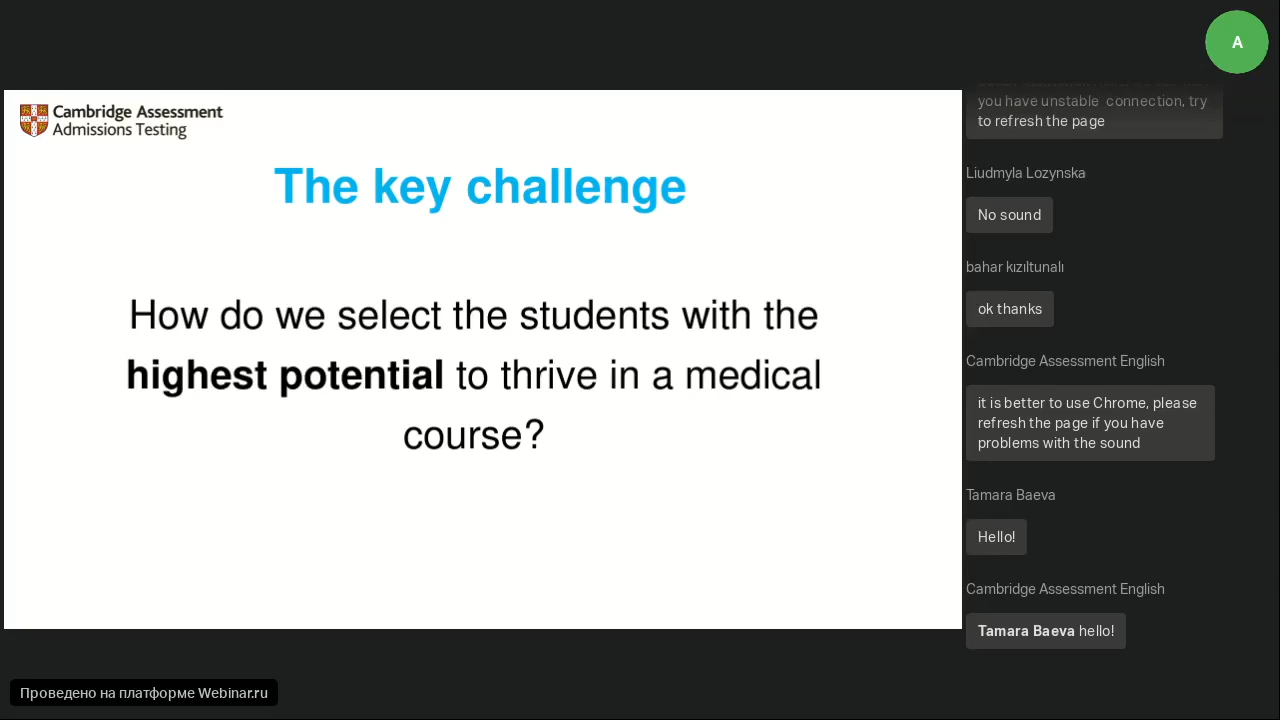 A
Cambridge Assessment
Admissions Testing
The key challenge
How do we select the students with the
highest potential to thrive in a medical
course?
you have unstable connection, try
to refresh the page
Liudmyla Lozynska
No sound
bahar kızıltunalı
ok thanks
Cambridge Assessment English
it is better to use Chrome, please
refresh the page if you have
problems with the sound
Tamara Baeva
Hello!
Cambridge Assessment English
Tamara Baeva hello!
Проведено на платформе Webinar.ru